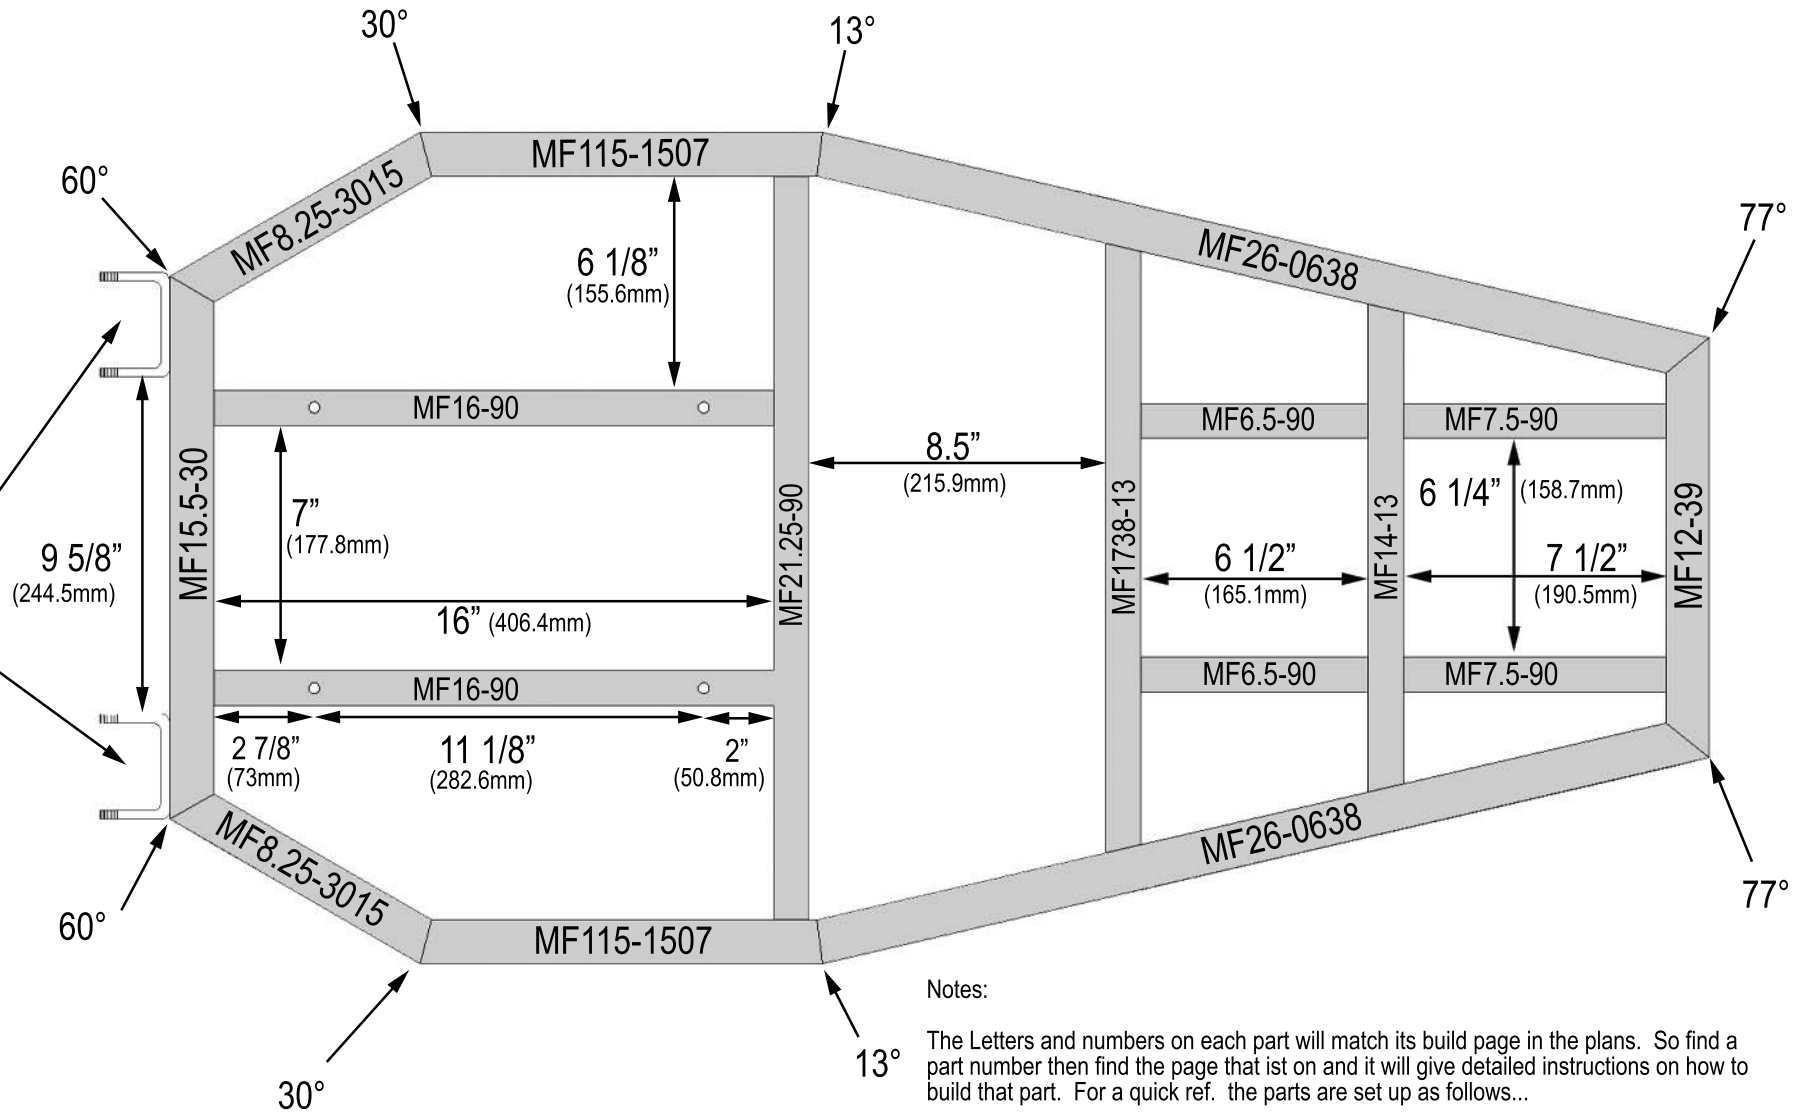 30°
13°
MF115-1507
60°
MF8.25-3015
77°
6 1/8”
(155.6mm)
MF26-0638
MF16-90
MF6.5-90
MF7.5-90
8.5”
(215.9mm)
6 1/4” (158.7mm)
7”
(177.8mm)
9 5/8”
(244.5mm)
MF15.5-30
MF21.25-90
MF1738-13
MF14-13
MF12-39
6 1/2”
(165.1mm)
7 1/2”
(190.5mm)
16” (406.4mm)
MF16-90
MF6.5-90
MF7.5-90
2 7/8”
(73mm)
11 1/8”
(282.6mm)
2”
(50.8mm)
MF8.25-3015
MF26-0638
60°
77°
MF115-1507
30°
13°
Notes:
The Letters and numbers on each part will match its build page in the plans.  So find a
part number then find the page that ist on and it will give detailed instructions on how to
build that part.  For a quick ref.  the parts are set up as follows...